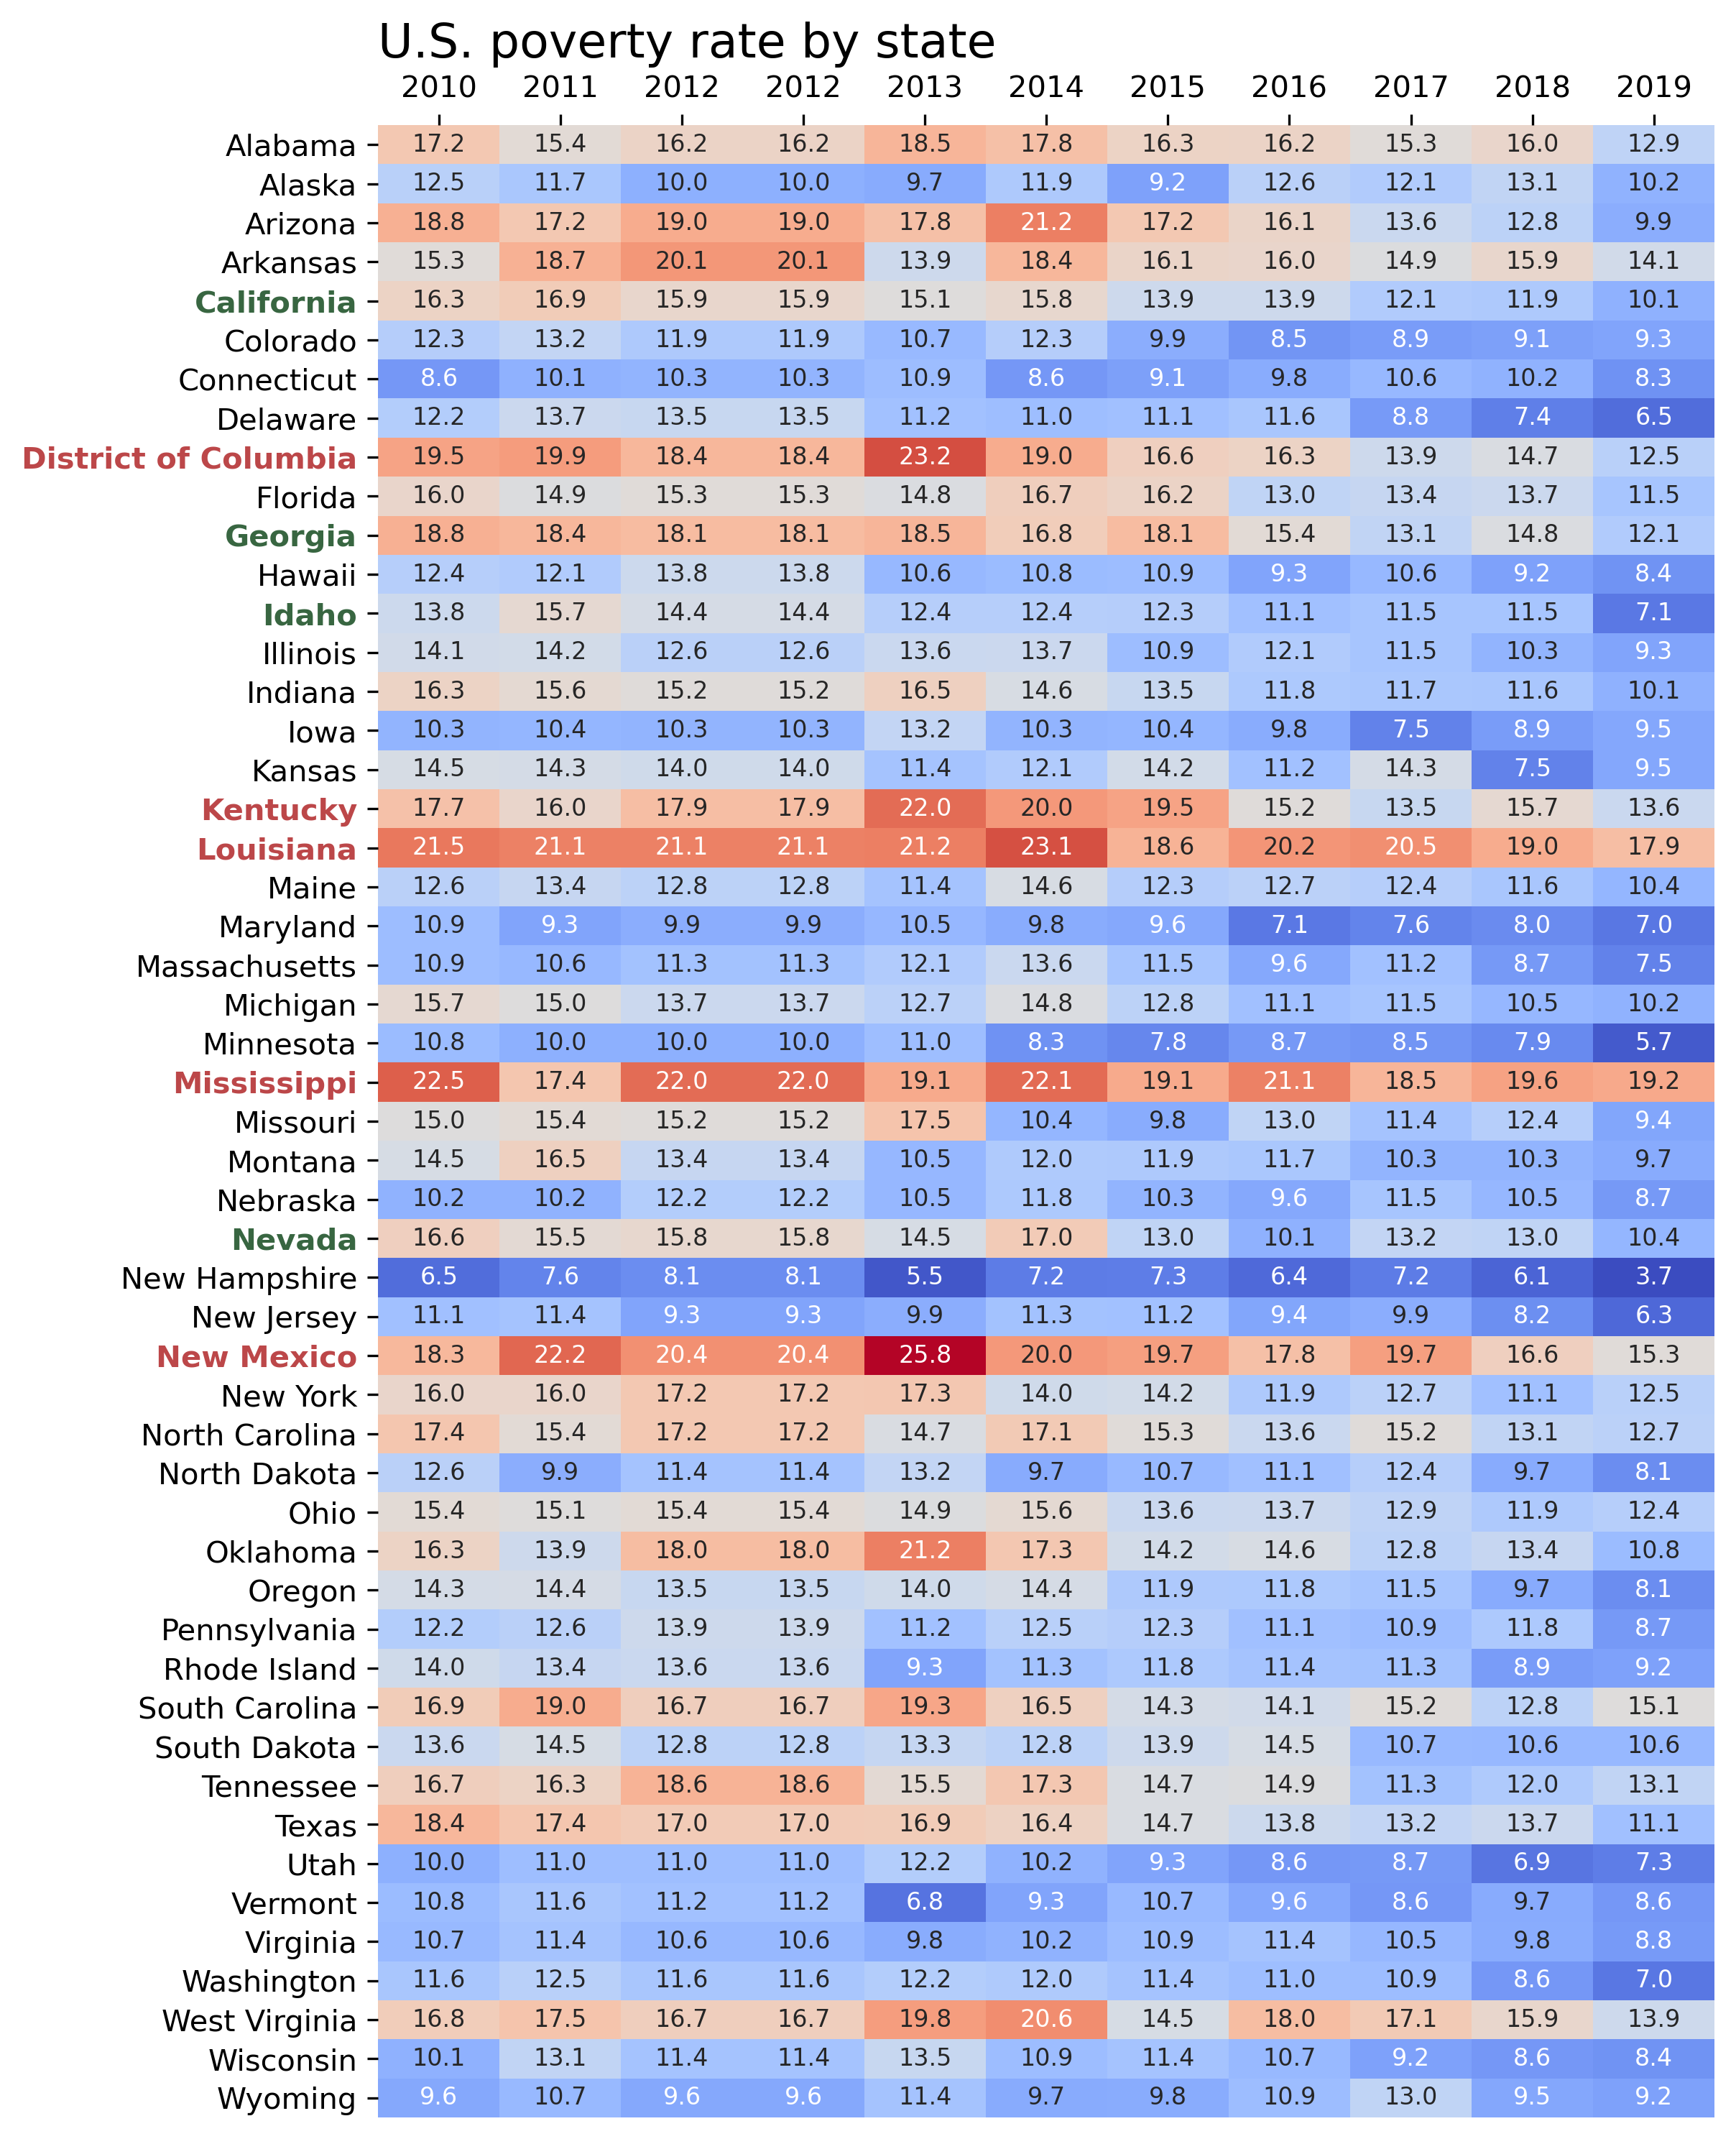 U.S. poverty rate by state
2010 2011 2012 2012 2013 2014 2015 2016 2017 2018 2019
Alabama 17.2 15.4 16.2 16.2 18.5 17.8 16.3 16.2 15.3 16.0 12.9
Alaska 12.5 11.7 10.0 10.0 9.7 11.9 9.2 12.6 12.1 13.1 10.2
Arizona 18.8 17.2 19.0 19.0 17.8 21.2 17.2 16.1 13.6 12.8 9.9
Arkansas 15.3 18.7 20.1 20.1 13.9 18.4 16.1 16.0 14.9 15.9 14.1
California 16.3 16.9 15.9 15.9 15.1 15.8 13.9 13.9 12.1 11.9 10.1
Colorado 12.3 13.2 11.9 11.9 10.7 12.3 9.9 8.5 8.9 9.1 9.3
Connecticut 8.6 10.1 10.3 10.3 10.9 8.6 9.1 9.8 10.6 10.2 8.3
Delaware 12.2 13.7 13.5 13.5 11.2 11.0 11.1 11.6 8.8 7.4 6.5
District of Columbia 19.5 19.9 18.4 18.4 23.2 19.0 16.6 16.3 13.9 14.7 12.5
Florida 16.0 14.9 15.3 15.3 14.8 16.7 16.2 13.0 13.4 13.7 11.5
Georgia 18.8 18.4 18.1 18.1 18.5 16.8 18.1 15.4 13.1 14.8 12.1
Hawaii 12.4 12.1 13.8 13.8 10.6 10.8 10.9 9.3 10.6 9.2 8.4
Idaho 13.8 15.7 14.4 14.4 12.4 12.4 12.3 11.1 11.5 11.5 7.1
Illinois 14.1 14.2 12.6 12.6 13.6 13.7 10.9 12.1 11.5 10.3 9.3
Indiana 16.3 15.6 15.2 15.2 16.5 14.6 13.5 11.8 11.7 11.6 10.1
Iowa 10.3 10.4 10.3 10.3 13.2 10.3 10.4 9.8 7.5 8.9 9.5
Kansas 14.5 14.3 14.0 14.0 11.4 12.1 14.2 11.2 14.3 7.5 9.5
Kentucky 17.7 16.0 17.9 17.9 22.0 20.0 19.5 15.2 13.5 15.7 13.6
Louisiana 21.5 21.1 21.1 21.1 21.2 23.1 18.6 20.2 20.5 19.0 17.9
Maine 12.6 13.4 12.8 12.8 11.4 14.6 12.3 12.7 12.4 11.6 10.4
Maryland 10.9 9.3 9.9 9.9 10.5 9.8 9.6 7.1 7.6 8.0 7.0
Massachusetts 10.9 10.6 11.3 11.3 12.1 13.6 11.5 9.6 11.2 8.7 7.5
Michigan 15.7 15.0 13.7 13.7 12.7 14.8 12.8 11.1 11.5 10.5 10.2
Minnesota 10.8 10.0 10.0 10.0 11.0 8.3 7.8 8.7 8.5 7.9 5.7
Mississippi 22.5 17.4 22.0 22.0 19.1 22.1 19.1 21.1 18.5 19.6 19.2
Missouri 15.0 15.4 15.2 15.2 17.5 10.4 9.8 13.0 11.4 12.4 9.4
Montana 14.5 16.5 13.4 13.4 10.5 12.0 11.9 11.7 10.3 10.3 9.7
Nebraska 10.2 10.2 12.2 12.2 10.5 11.8 10.3 9.6 11.5 10.5 8.7
Nevada 16.6 15.5 15.8 15.8 14.5 17.0 13.0 10.1 13.2 13.0 10.4
New Hampshire 6.5 7.6 8.1 8.1 5.5 7.2 7.3 6.4 7.2 6.1 3.7
New Jersey 11.1 11.4 9.3 9.3 9.9 11.3 11.2 9.4 9.9 8.2 6.3
New Mexico 18.3 22.2 20.4 20.4 25.8 20.0 19.7 17.8 19.7 16.6 15.3
New York 16.0 16.0 17.2 17.2 17.3 14.0 14.2 11.9 12.7 11.1 12.5
North Carolina 17.4 15.4 17.2 17.2 14.7 17.1 15.3 13.6 15.2 13.1 12.7
North Dakota 12.6 9.9 11.4 11.4 13.2 9.7 10.7 11.1 12.4 9.7 8.1
Ohio 15.4 15.1 15.4 15.4 14.9 15.6 13.6 13.7 12.9 11.9 12.4
Oklahoma 16.3 13.9 18.0 18.0 21.2 17.3 14.2 14.6 12.8 13.4 10.8
Oregon 14.3 14.4 13.5 13.5 14.0 14.4 11.9 11.8 11.5 9.7 8.1
Pennsylvania 12.2 12.6 13.9 13.9 11.2 12.5 12.3 11.1 10.9 11.8 8.7
Rhode Island 14.0 13.4 13.6 13.6 9.3 11.3 11.8 11.4 11.3 8.9 9.2
South Carolina 16.9 19.0 16.7 16.7 19.3 16.5 14.3 14.1 15.2 12.8 15.1
South Dakota 13.6 14.5 12.8 12.8 13.3 12.8 13.9 14.5 10.7 10.6 10.6
Tennessee 16.7 16.3 18.6 18.6 15.5 17.3 14.7 14.9 11.3 12.0 13.1
Texas 18.4 17.4 17.0 17.0 16.9 16.4 14.7 13.8 13.2 13.7 11.1
Utah 10.0 11.0 11.0 11.0 12.2 10.2 9.3 8.6 8.7 6.9 7.3
Vermont 10.8 11.6 11.2 11.2 6.8 9.3 10.7 9.6 8.6 9.7 8.6
Virginia 10.7 11.4 10.6 10.6 9.8 10.2 10.9 11.4 10.5 9.8 8.8
Washington 11.6 12.5 11.6 11.6 12.2 12.0 11.4 11.0 10.9 8.6 7.0
West Virginia 16.8 17.5 16.7 16.7 19.8 20.6 14.5 18.0 17.1 15.9 13.9
Wisconsin 10.1 13.1 11.4 11.4 13.5 10.9 11.4 10.7 9.2 8.6 8.4
Wyoming 9.6 10.7 9.6 9.6 11.4 9.7 9.8 10.9 13.0 9.5 9.2